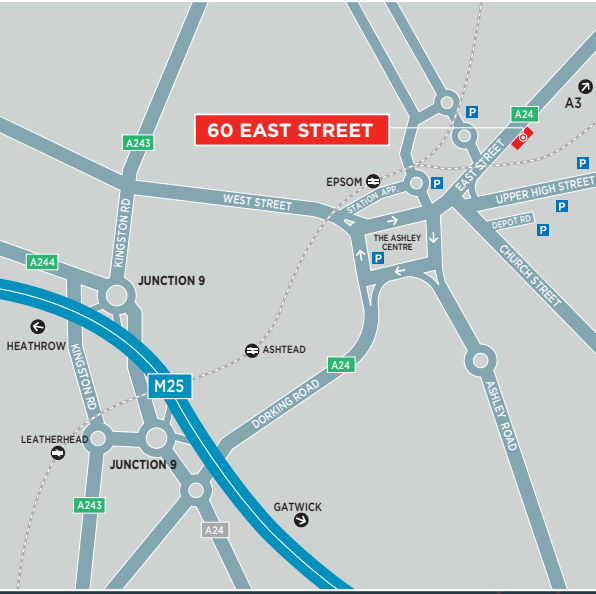 A3
P
A24
60 EAST STREET
A243
P
EAST STREET
P
EPSOM
P
UPPER HIGH STREET
STATION APP
WEST STREET
P
KINGSTON RD
DEPOT RD
P
THE ASHLEY
CENTRE
P
CHURCH STREET
A244
JUNCTION 9
HEATHROW
ASHTEAD
KINGSTON RD
A24
M25
DORKING ROAD
ASHLEY ROAD
LEATHERHEAD
JUNCTION 9
A243
GATWICK
A24